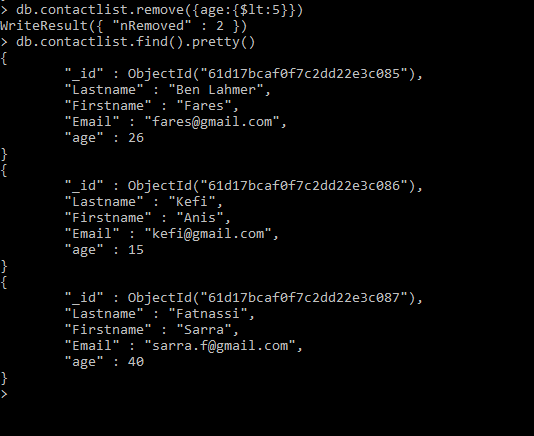 > db.contactlist.remove({age:{$lt:5}})
WriteResult({ "nRemoved" : 2 })
> db.contactlist.find().pretty()
{
        "_id" : ObjectId("61d17bcaf0f7c2dd22e3c085"),
        "Lastname" : "Ben Lahmer",
        "Firstname" : "Fares",
        "Email" : "fares@gmail.com",
        "age" : 26
}
{
        "_id" : ObjectId("61d17bcaf0f7c2dd22e3c086"),
        "Lastname" : "Kefi",
        "Firstname" : "Anis",
        "Email" : "kefi@gmail.com",
        "age" : 15
}
{
        "_id" : ObjectId("61d17bcaf0f7c2dd22e3c087"),
        "Lastname" : "Fatnassi",
        "Firstname" : "Sarra",
        "Email" : "sarra.f@gmail.com",
        "age" : 40
}
>